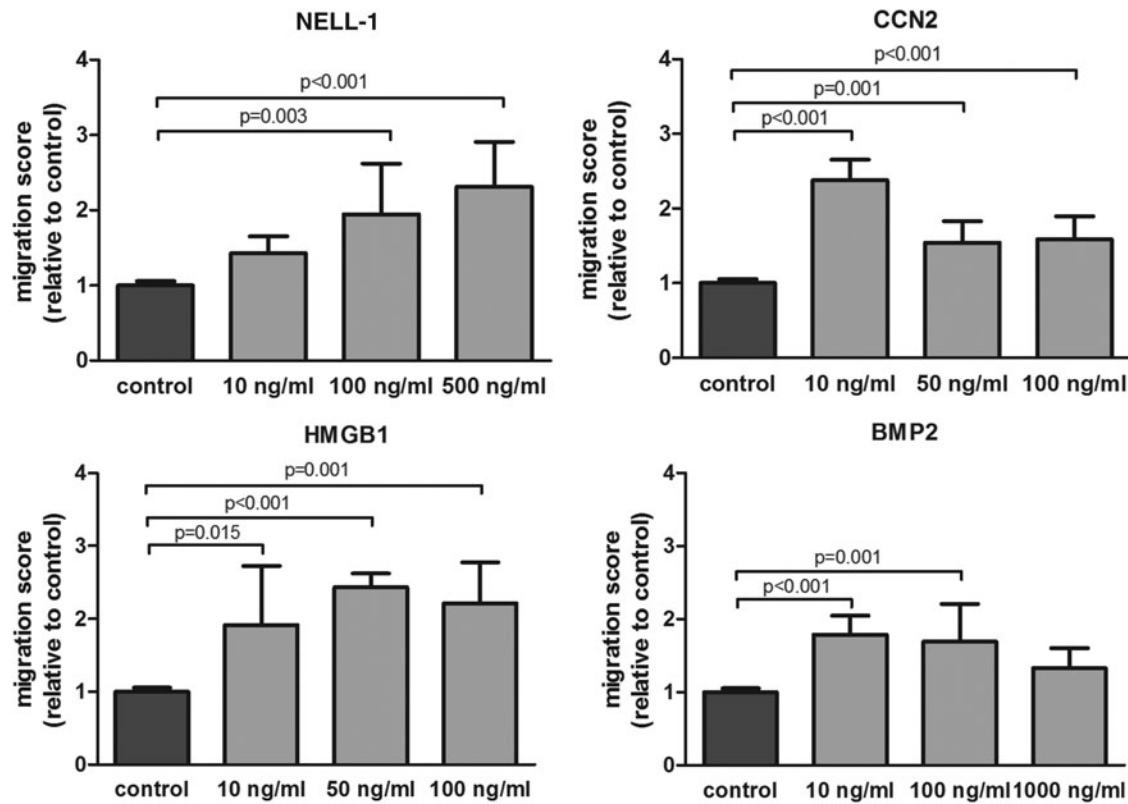 NELL-1
migration score
(relative to control)
4
3
2
1
0
p<0.001
p=0.003
control 10 ng/ml 100 ng/ml 500 ng/ml
CCN2
migration score
(relative to control)
4
3
2
1
0
p<0.001
p=0.001
p<0.001
control 10 ng/ml 50 ng/ml 100 ng/ml
HMGB1
migration score
(relative to control)
4
3
2
1
0
p=0.001
p<0.001
p=0.015
control 10 ng/ml 50 ng/ml 100 ng/ml
BMP2
migration score
(relative to control)
4
3
2
1
0
p=0.001
p<0.001
control 10 ng/ml 100 ng/ml 1000 ng/ml